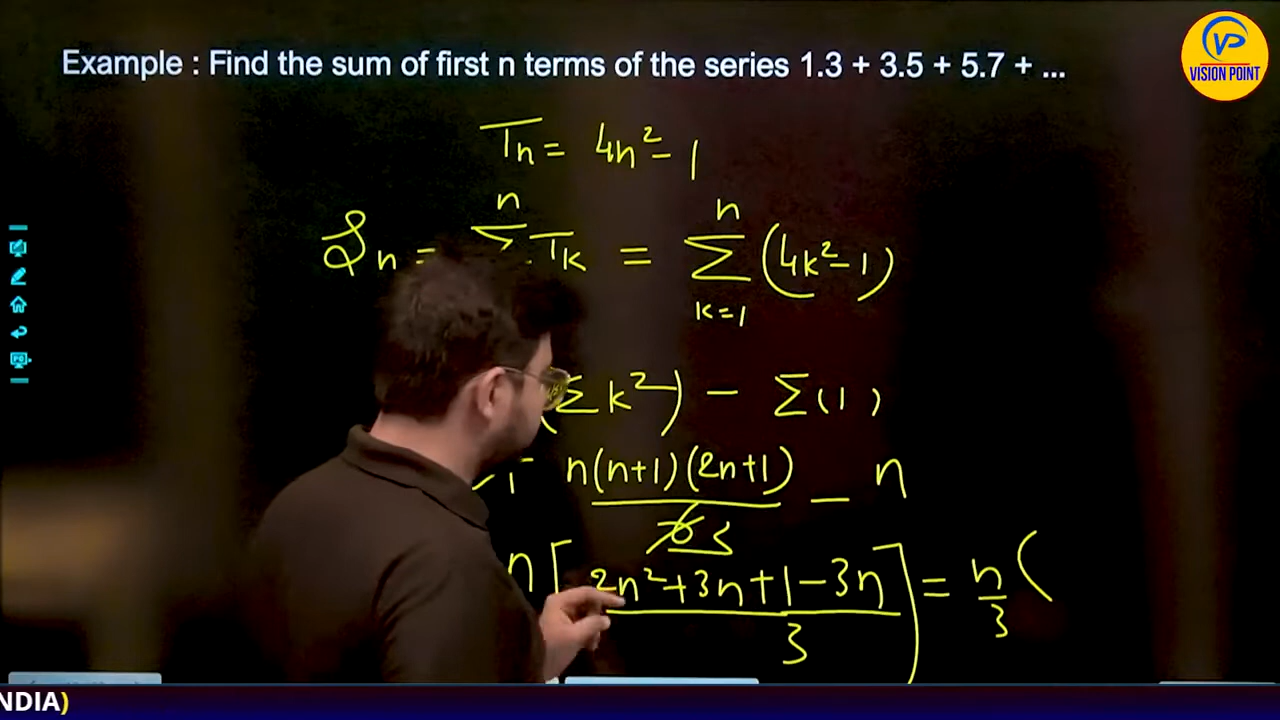 Example : Find the sum of first n terms of the series 1.3 + 3.5 + 5.7 + ...
VP
VISION POINT
Tn = 4n² - 1
Sn = n Σ Tk = n Σ k=1 (4k² - 1)
(Σk²) - Σ(1)
n(n+1)(2n+1) / 6 3 - n
n [ 2n² + 3n + 1 - 3n / 3 ] = n/3 (
NDIA)